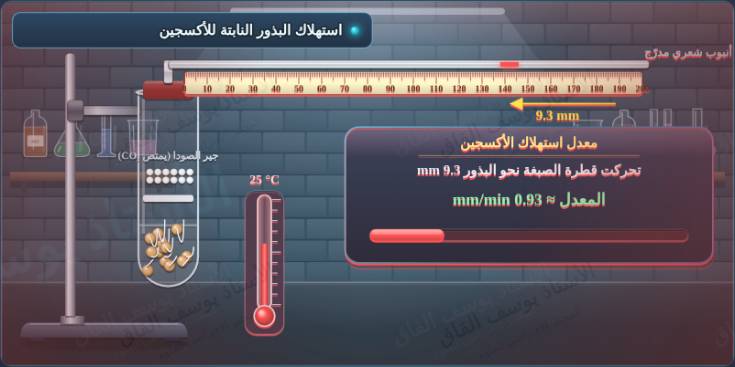 استهلاك البذور النابتة للأكسجين
أنبوب شعري مدرّج
0 10 20 30 40 50 60 70 80 90 100 110 120 130 140 150 160 170 180 190 200
9.3 mm
معدل استهلاك الأكسجين
تحركت قطرة الصبغة نحو البذور 9.3 mm
المعدل ≈ 0.93 mm/min
جير الصودا (يمتص CO₂)
25 °C
الأستاذ يوسف القاق